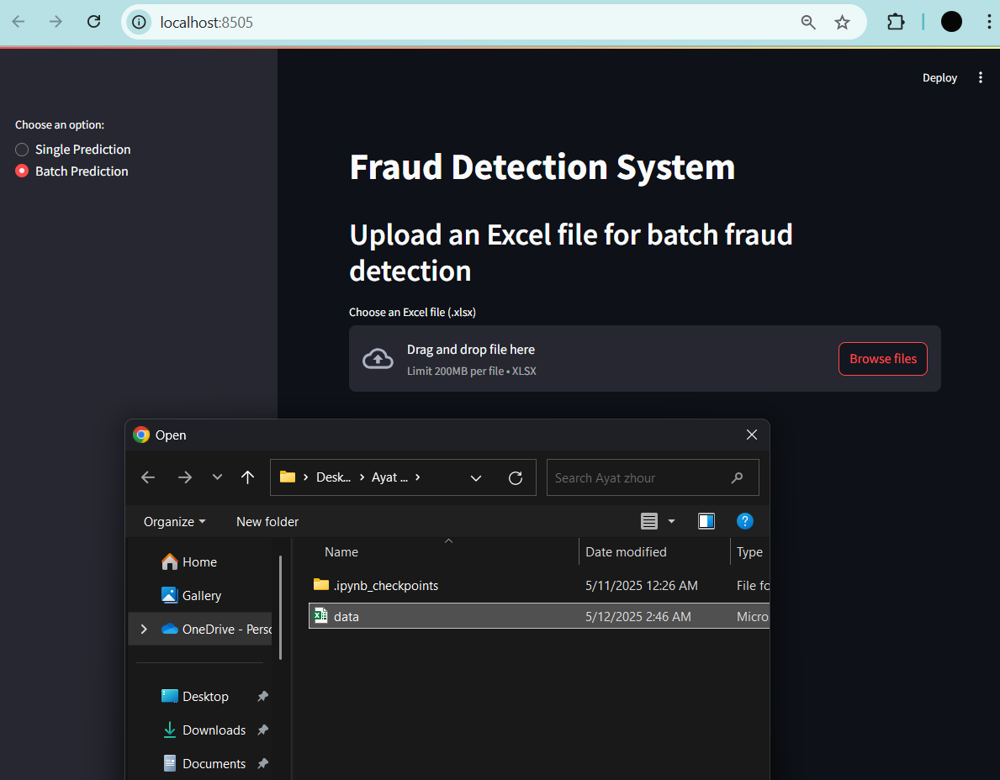 localhost:8505
Deploy
Choose an option:
Single Prediction
Batch Prediction
Fraud Detection System
Upload an Excel file for batch fraud
detection
Choose an Excel file (.xlsx)
Drag and drop file here
Limit 200MB per file • XLSX
Browse files
Open
Desk... Ayat ...
Search Ayat zhour
Organize
New folder
Name Date modified Type
.ipynb_checkpoints 5/11/2025 12:26 AM File fo
data 5/12/2025 2:46 AM Micro
Home
Gallery
OneDrive - Perso
Desktop
Downloads
Documents